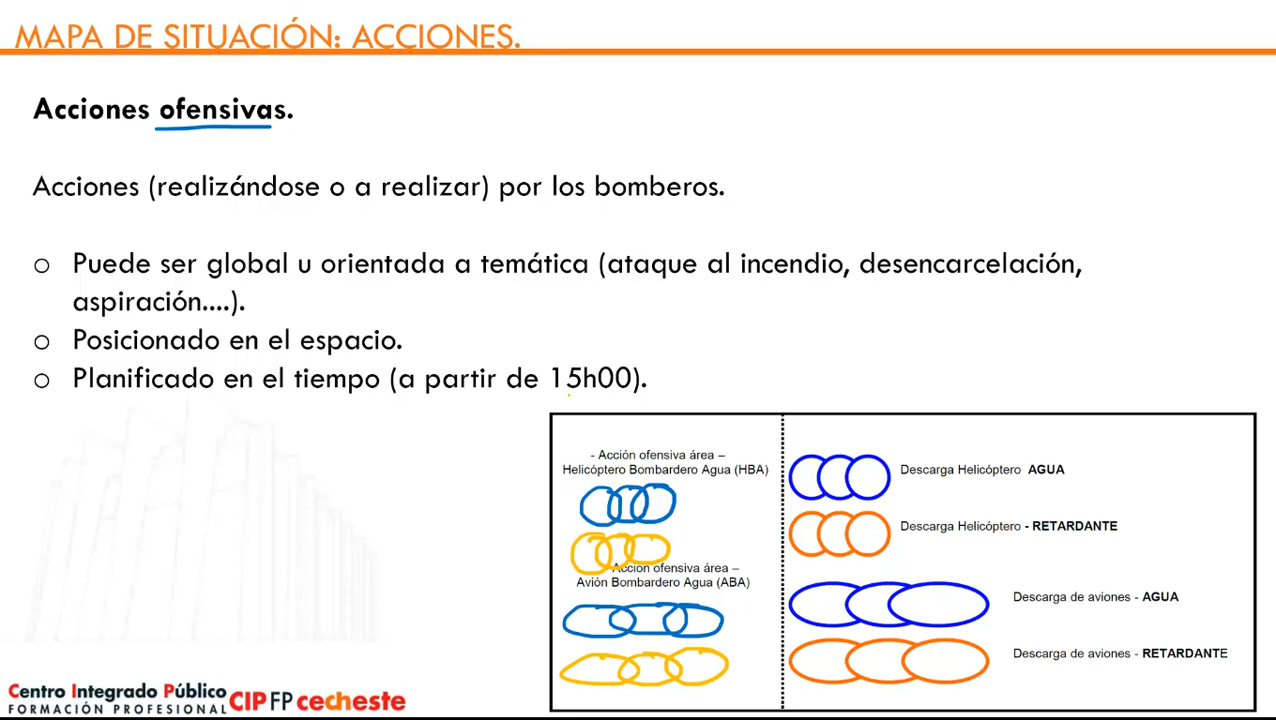 MAPA DE SITUACIÓN: ACCIONES.
Acciones ofensivas.
Acciones (realizándose o a realizar) por los bomberos.
o Puede ser global u orientada a temática (ataque al incendio, desencarcelación,
aspiración....).
o Posicionado en el espacio.
o Planificado en el tiempo (a partir de 15h00).
- Acción ofensiva área –
Helicóptero Bombardero Agua (HBA)
Acción ofensiva área –
Avión Bombardero Agua (ABA)
Descarga Helicóptero AGUA
Descarga Helicóptero - RETARDANTE
Descarga de aviones - AGUA
Descarga de aviones - RETARDANTE
Centro Integrado Público
FORMACIÓN PROFESIONAL
CIPFP cecheste